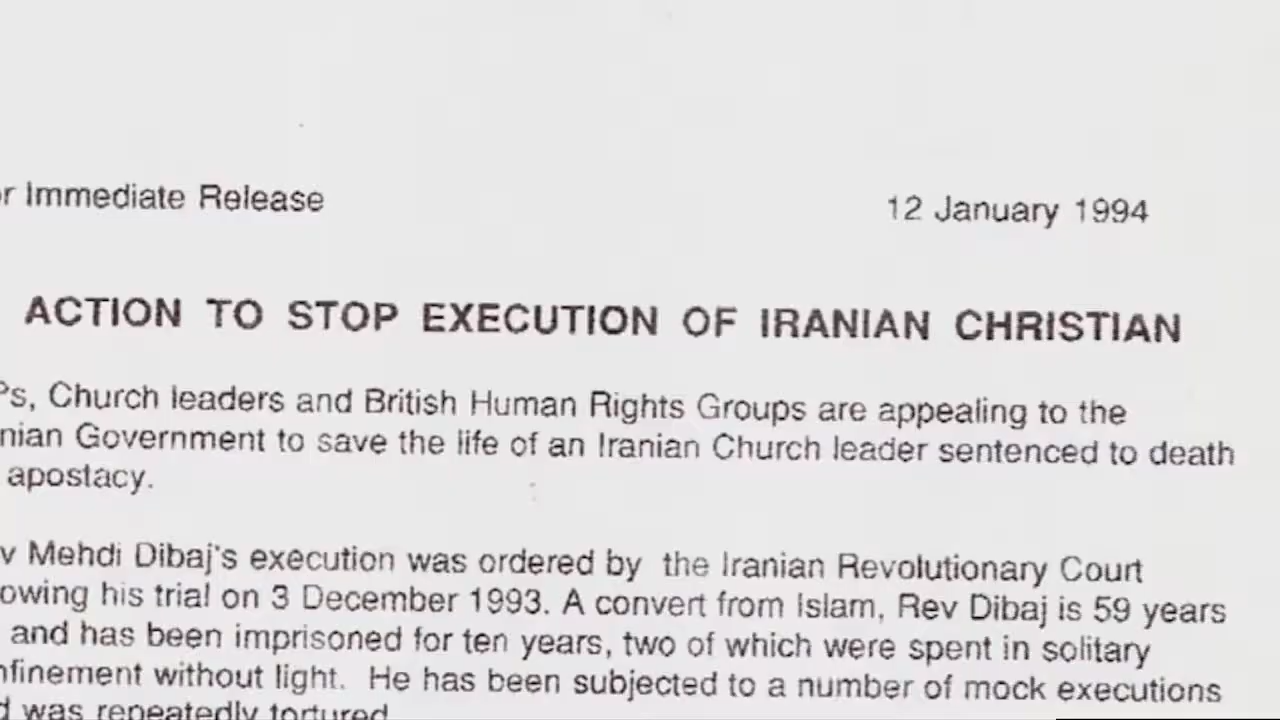 r Immediate Release
12 January 1994
ACTION TO STOP EXECUTION OF IRANIAN CHRISTIAN
Ps, Church leaders and British Human Rights Groups are appealing to the
nian Government to save the life of an Iranian Church leader sentenced to death
apostacy.
v Mehdi Dibaj's execution was ordered by the Iranian Revolutionary Court
owing his trial on 3 December 1993. A convert from Islam, Rev Dibaj is 59 years
and has been imprisoned for ten years, two of which were spent in solitary
nfinement without light. He has been subjected to a number of mock executions
d was repeatedly tortured